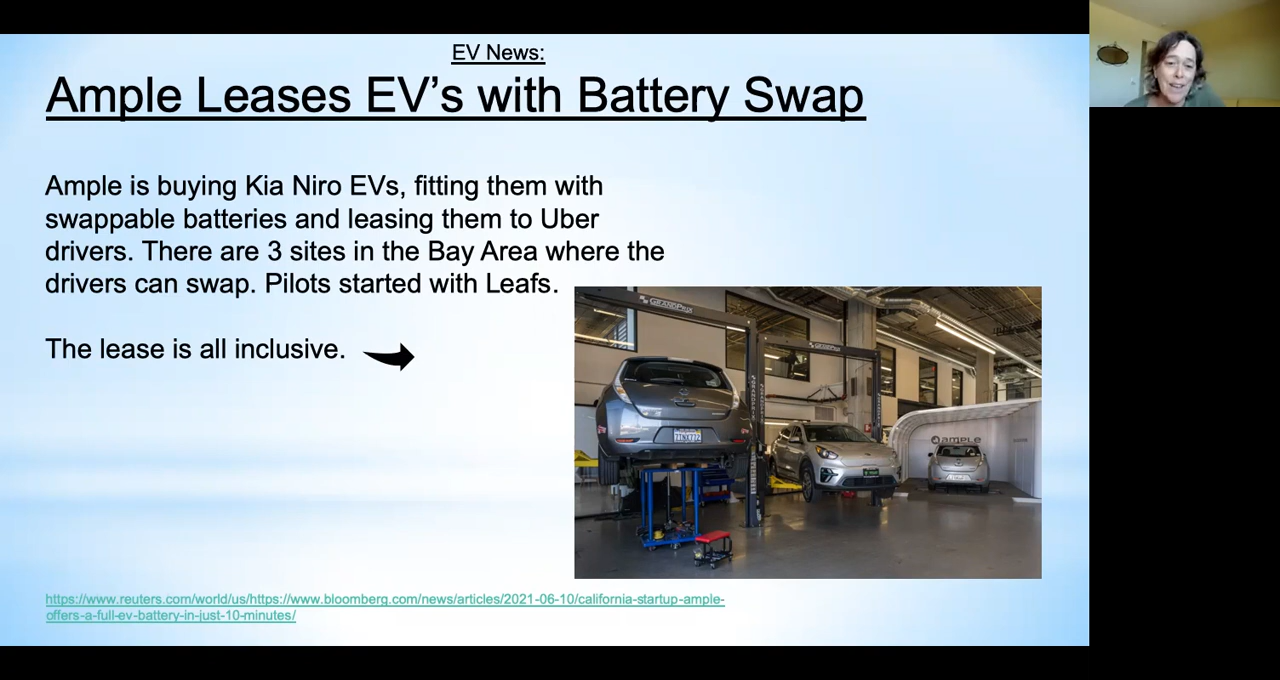 EV News:
Ample Leases EV’s with Battery Swap
Ample is buying Kia Niro EVs, fitting them with
swappable batteries and leasing them to Uber
drivers. There are 3 sites in the Bay Area where the
drivers can swap. Pilots started with Leafs.
The lease is all inclusive.
GRANDPRIX
GRANDPRIX
ample
https://www.reuters.com/world/us/https://www.bloomberg.com/news/articles/2021-06-10/california-startup-ample-
offers-a-full-ev-battery-in-just-10-minutes/